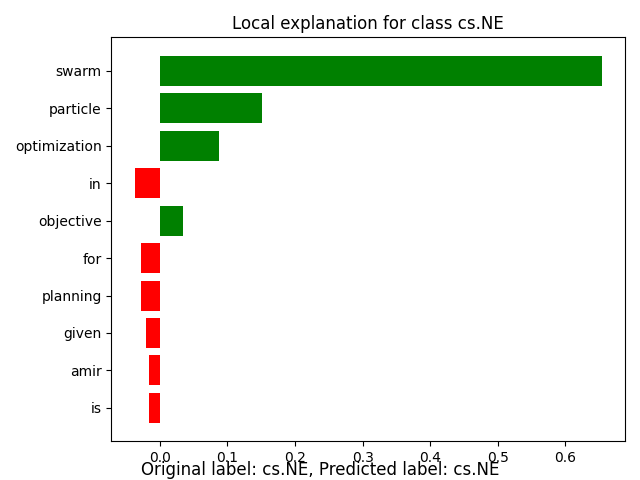 Local explanation for class cs.NE
swarm
particle
optimization
in
objective
for
planning
given
amir
is
0.0 0.1 0.2 0.3 0.4 0.5 0.6
Original label: cs.NE, Predicted label: cs.NE